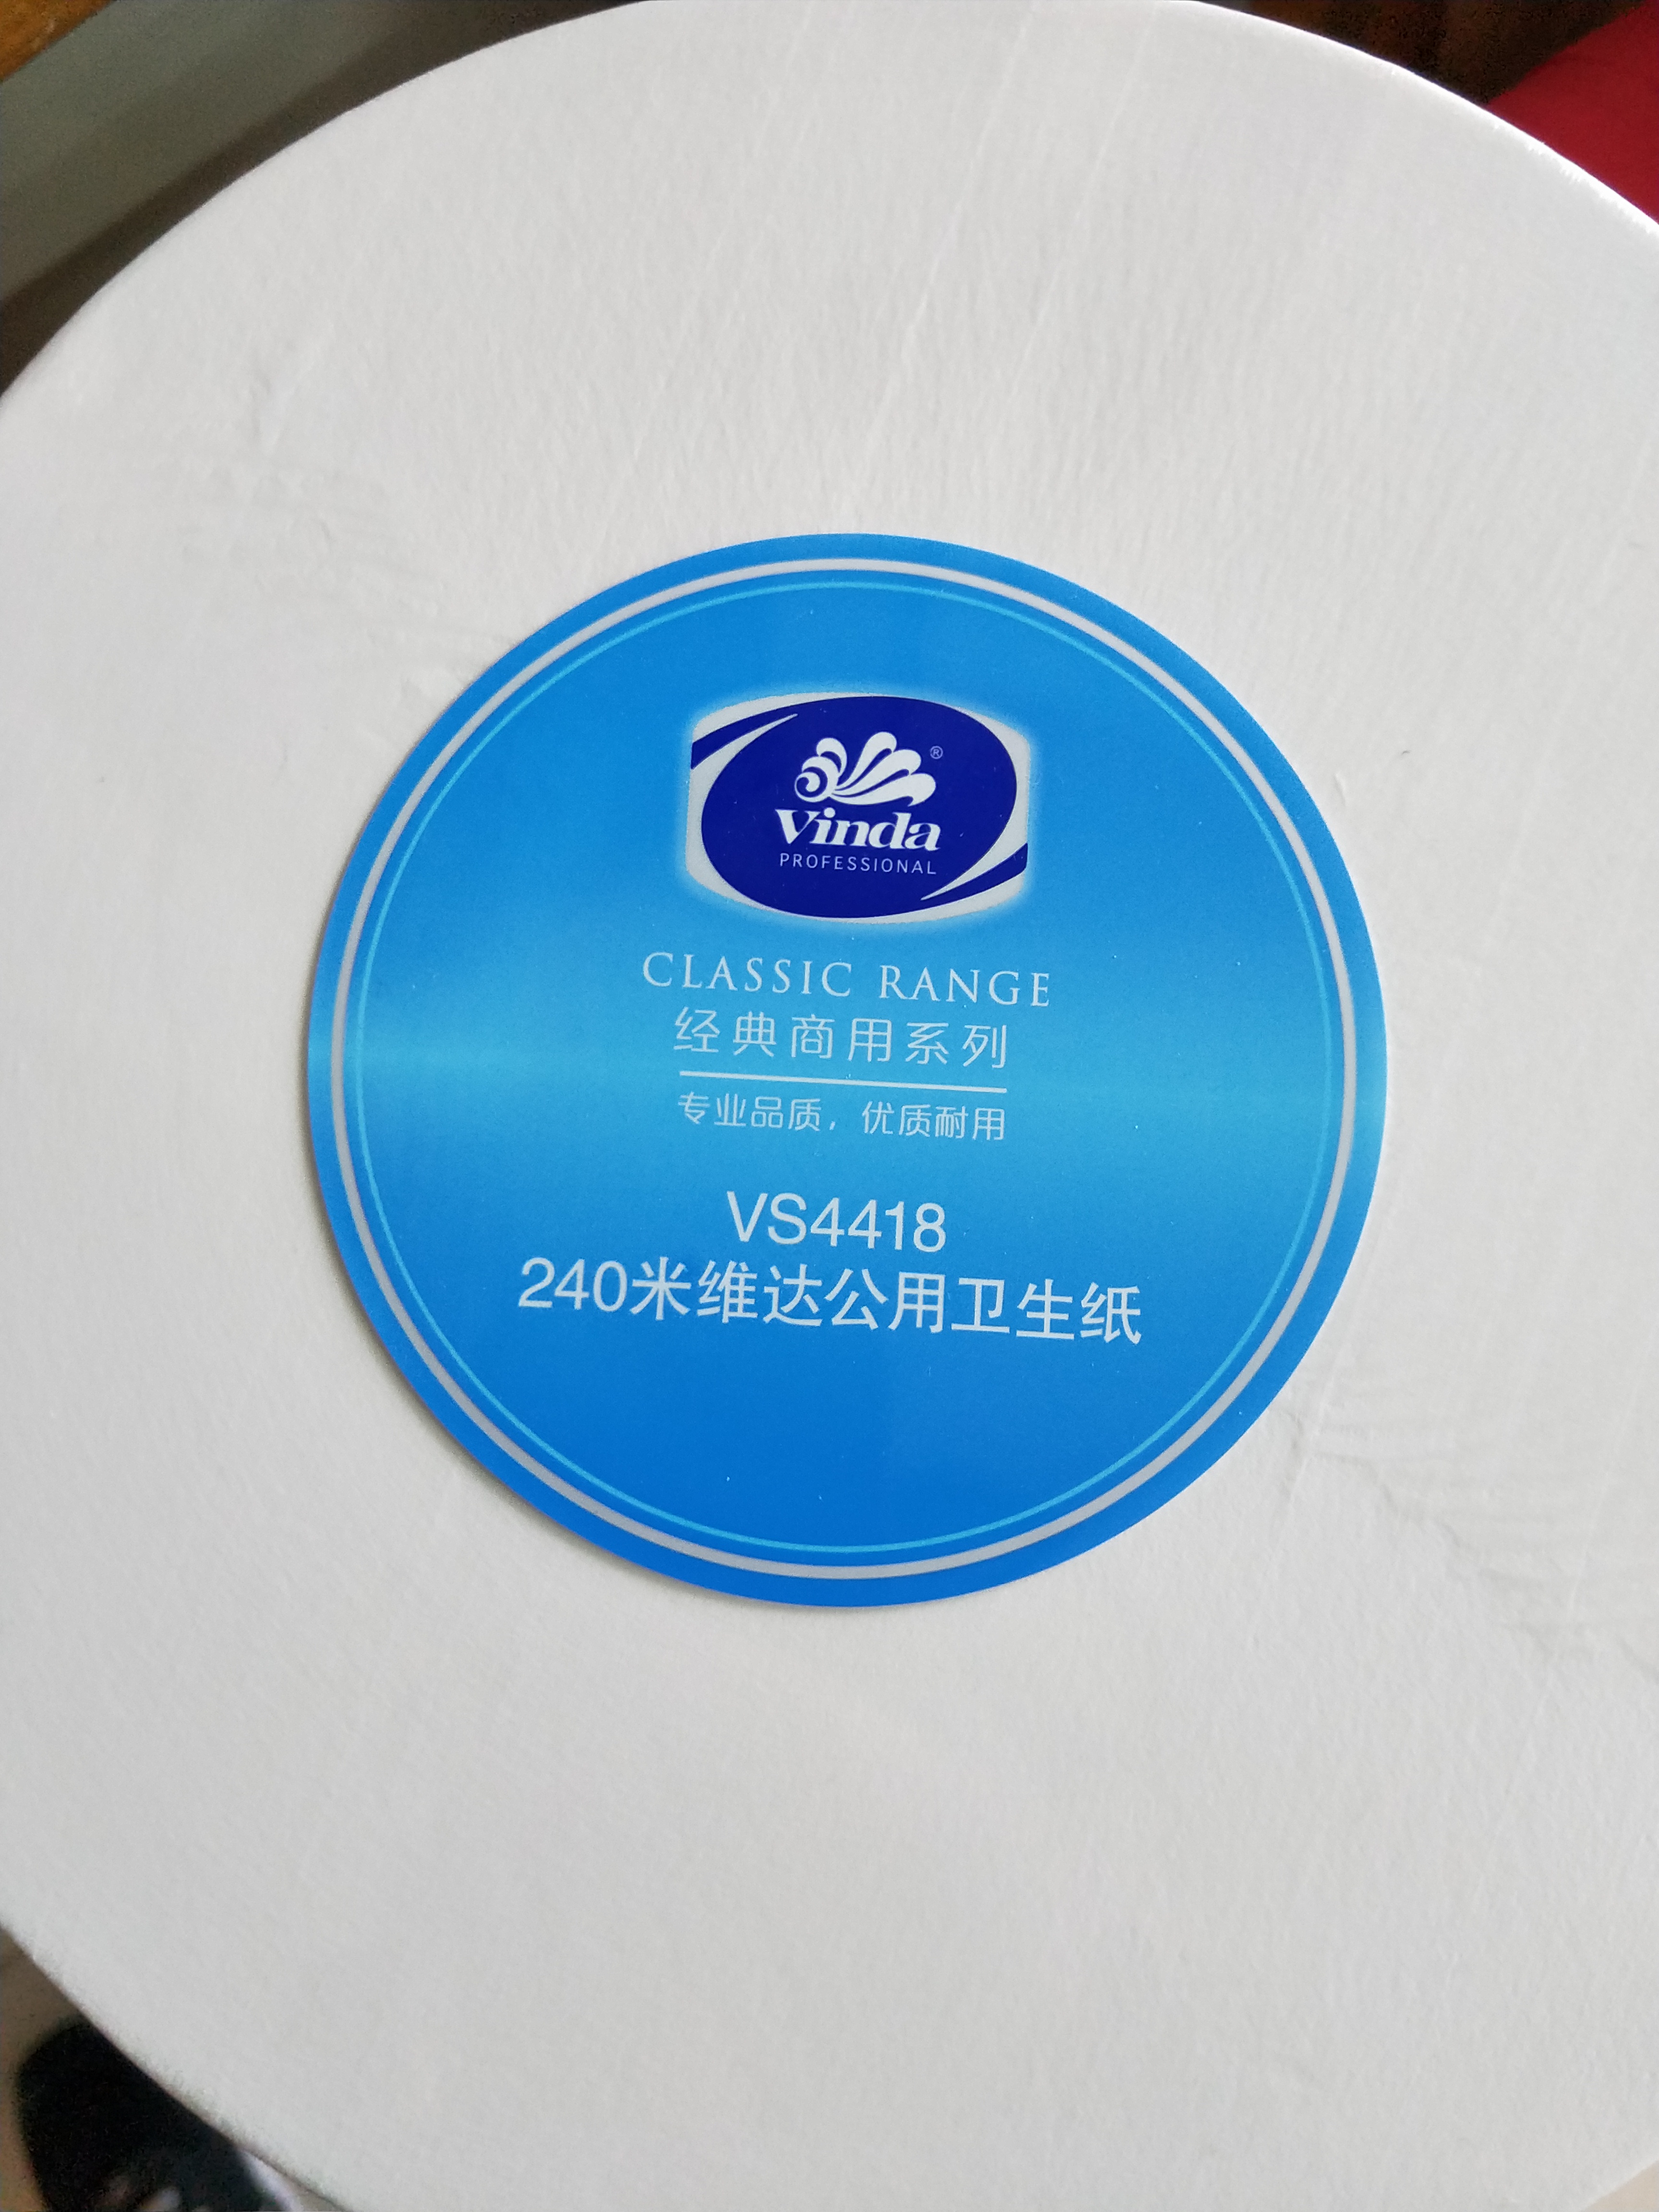 Vinda®
PROFESSIONAL
CLASSIC RANGE
经典商用系列
专业品质，优质耐用
VS4418
240米维达公用卫生纸